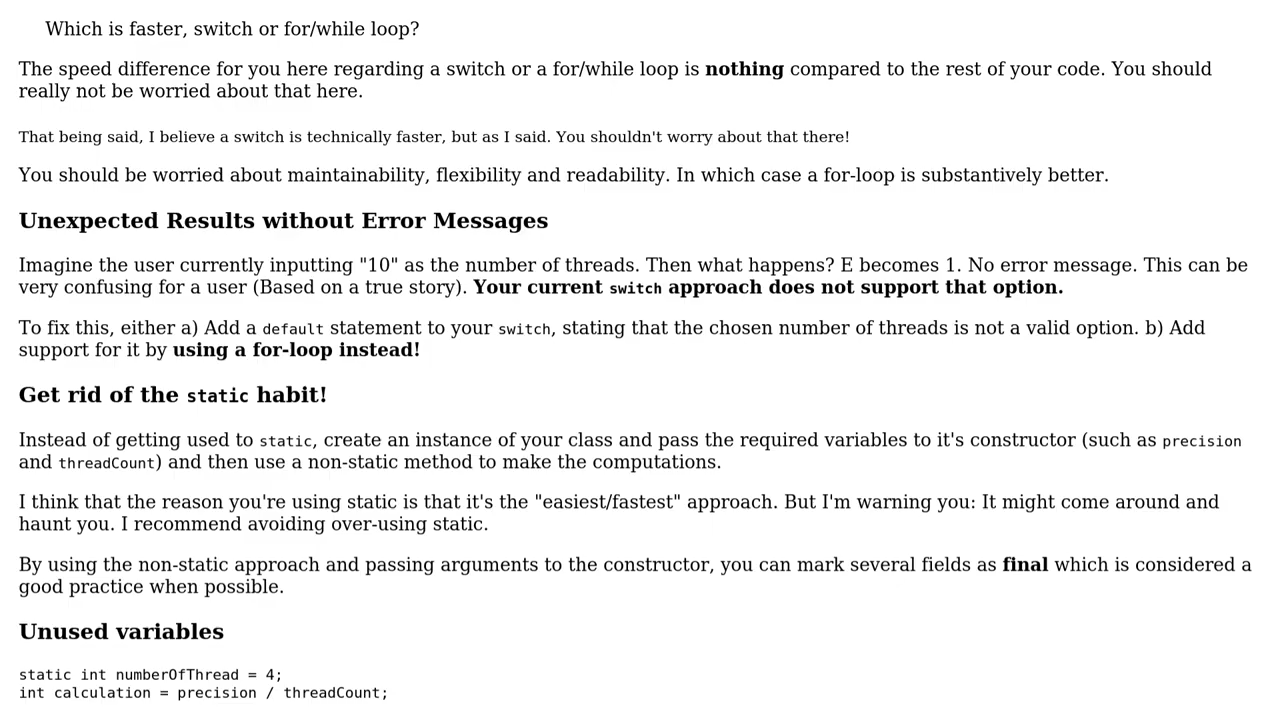 Which is faster, switch or for/while loop?
The speed difference for you here regarding a switch or a for/while loop is nothing compared to the rest of your code. You should
really not be worried about that here.
That being said, I believe a switch is technically faster, but as I said. You shouldn't worry about that there!
You should be worried about maintainability, flexibility and readability. In which case a for-loop is substantively better.
Unexpected Results without Error Messages
Imagine the user currently inputting "10" as the number of threads. Then what happens? E becomes 1. No error message. This can be
very confusing for a user (Based on a true story). Your current switch approach does not support that option.
To fix this, either a) Add a default statement to your switch, stating that the chosen number of threads is not a valid option. b) Add
support for it by using a for-loop instead!
Get rid of the static habit!
Instead of getting used to static, create an instance of your class and pass the required variables to it's constructor (such as precision
and threadCount) and then use a non-static method to make the computations.
I think that the reason you're using static is that it's the "easiest/fastest" approach. But I'm warning you: It might come around and
haunt you. I recommend avoiding over-using static.
By using the non-static approach and passing arguments to the constructor, you can mark several fields as final which is considered a
good practice when possible.
Unused variables
static int numberOfThread = 4;
int calculation = precision / threadCount;